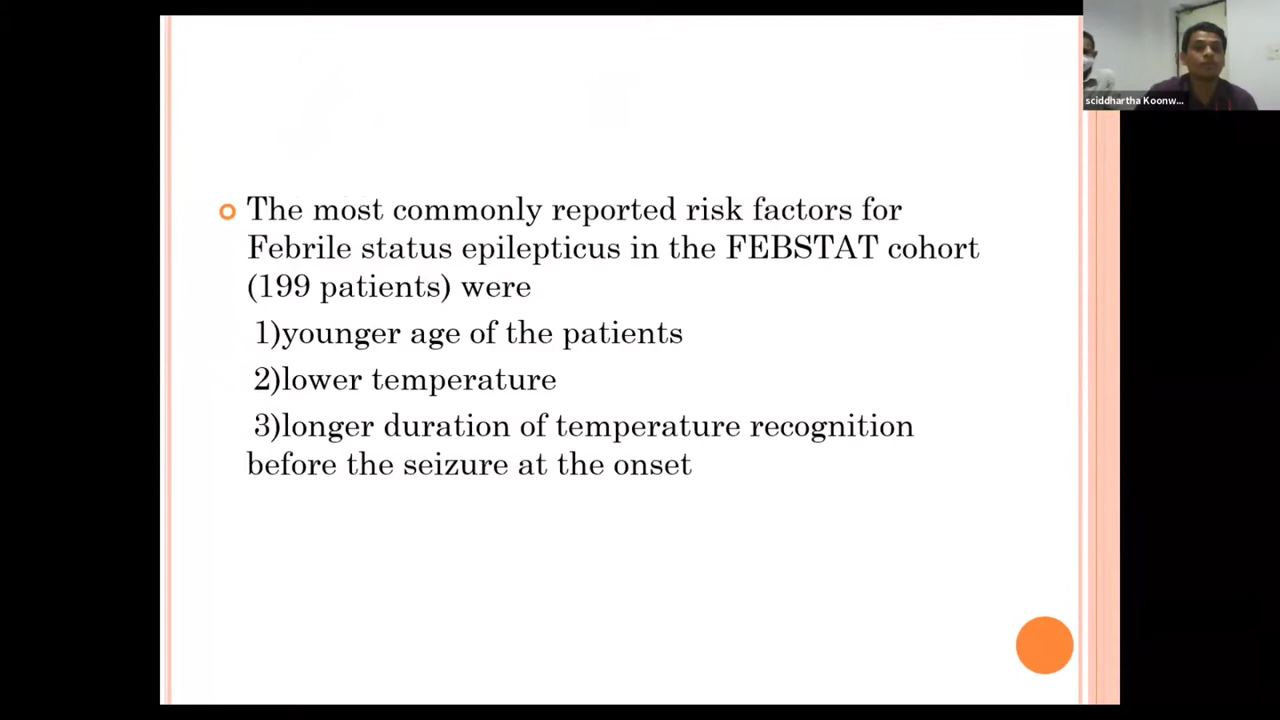 sciddhartha Koonw...
The most commonly reported risk factors for
Febrile status epilepticus in the FEBSTAT cohort
(199 patients) were
1)younger age of the patients
2)lower temperature
3)longer duration of temperature recognition
before the seizure at the onset